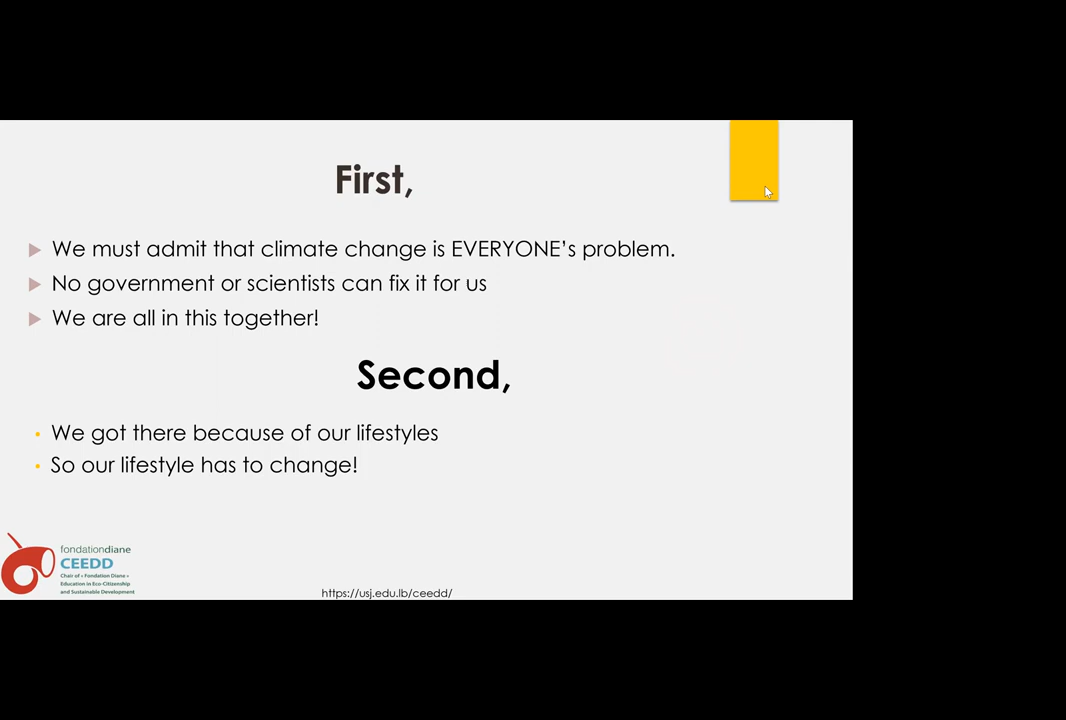 First,
We must admit that climate change is EVERYONE’s problem.
No government or scientists can fix it for us
We are all in this together!
Second,
We got there because of our lifestyles
So our lifestyle has to change!
fondationdiane
CEEDD
Chair of « Fondation Diane »
Education in Eco-Citizenship
and Sustainable Development
https://usj.edu.lb/ceedd/